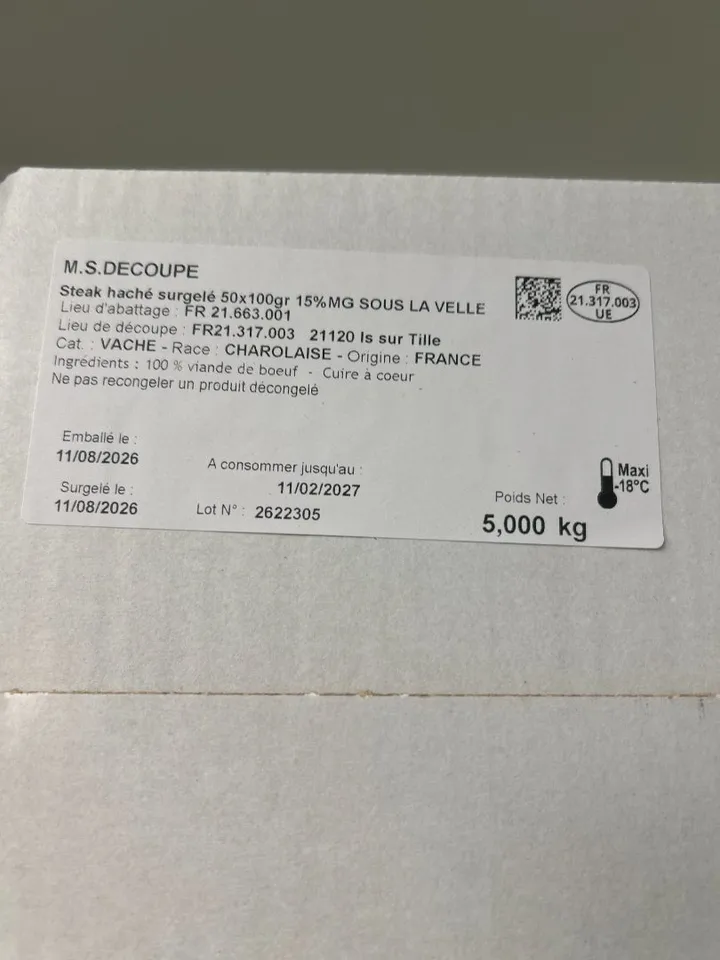 M.S.DECOUPE
Steak haché surgelé 50x100gr 15%MG SOUS LA VELLE
Lieu d'abattage : FR 21.663.001
Lieu de découpe : FR21.317.003 21120 Is sur Tille
Cat. : VACHE - Race : CHAROLAISE - Origine : FRANCE
Ingrédients : 100 % viande de boeuf - Cuire à coeur
Ne pas recongeler un produit décongelé
FR
21.317.003
UE
Emballé le :
11/08/2026
Surgelé le :
11/08/2026
A consommer jusqu'au :
11/02/2027
Lot N° : 2622305
Poids Net :
5,000 kg
Maxi
-18°C